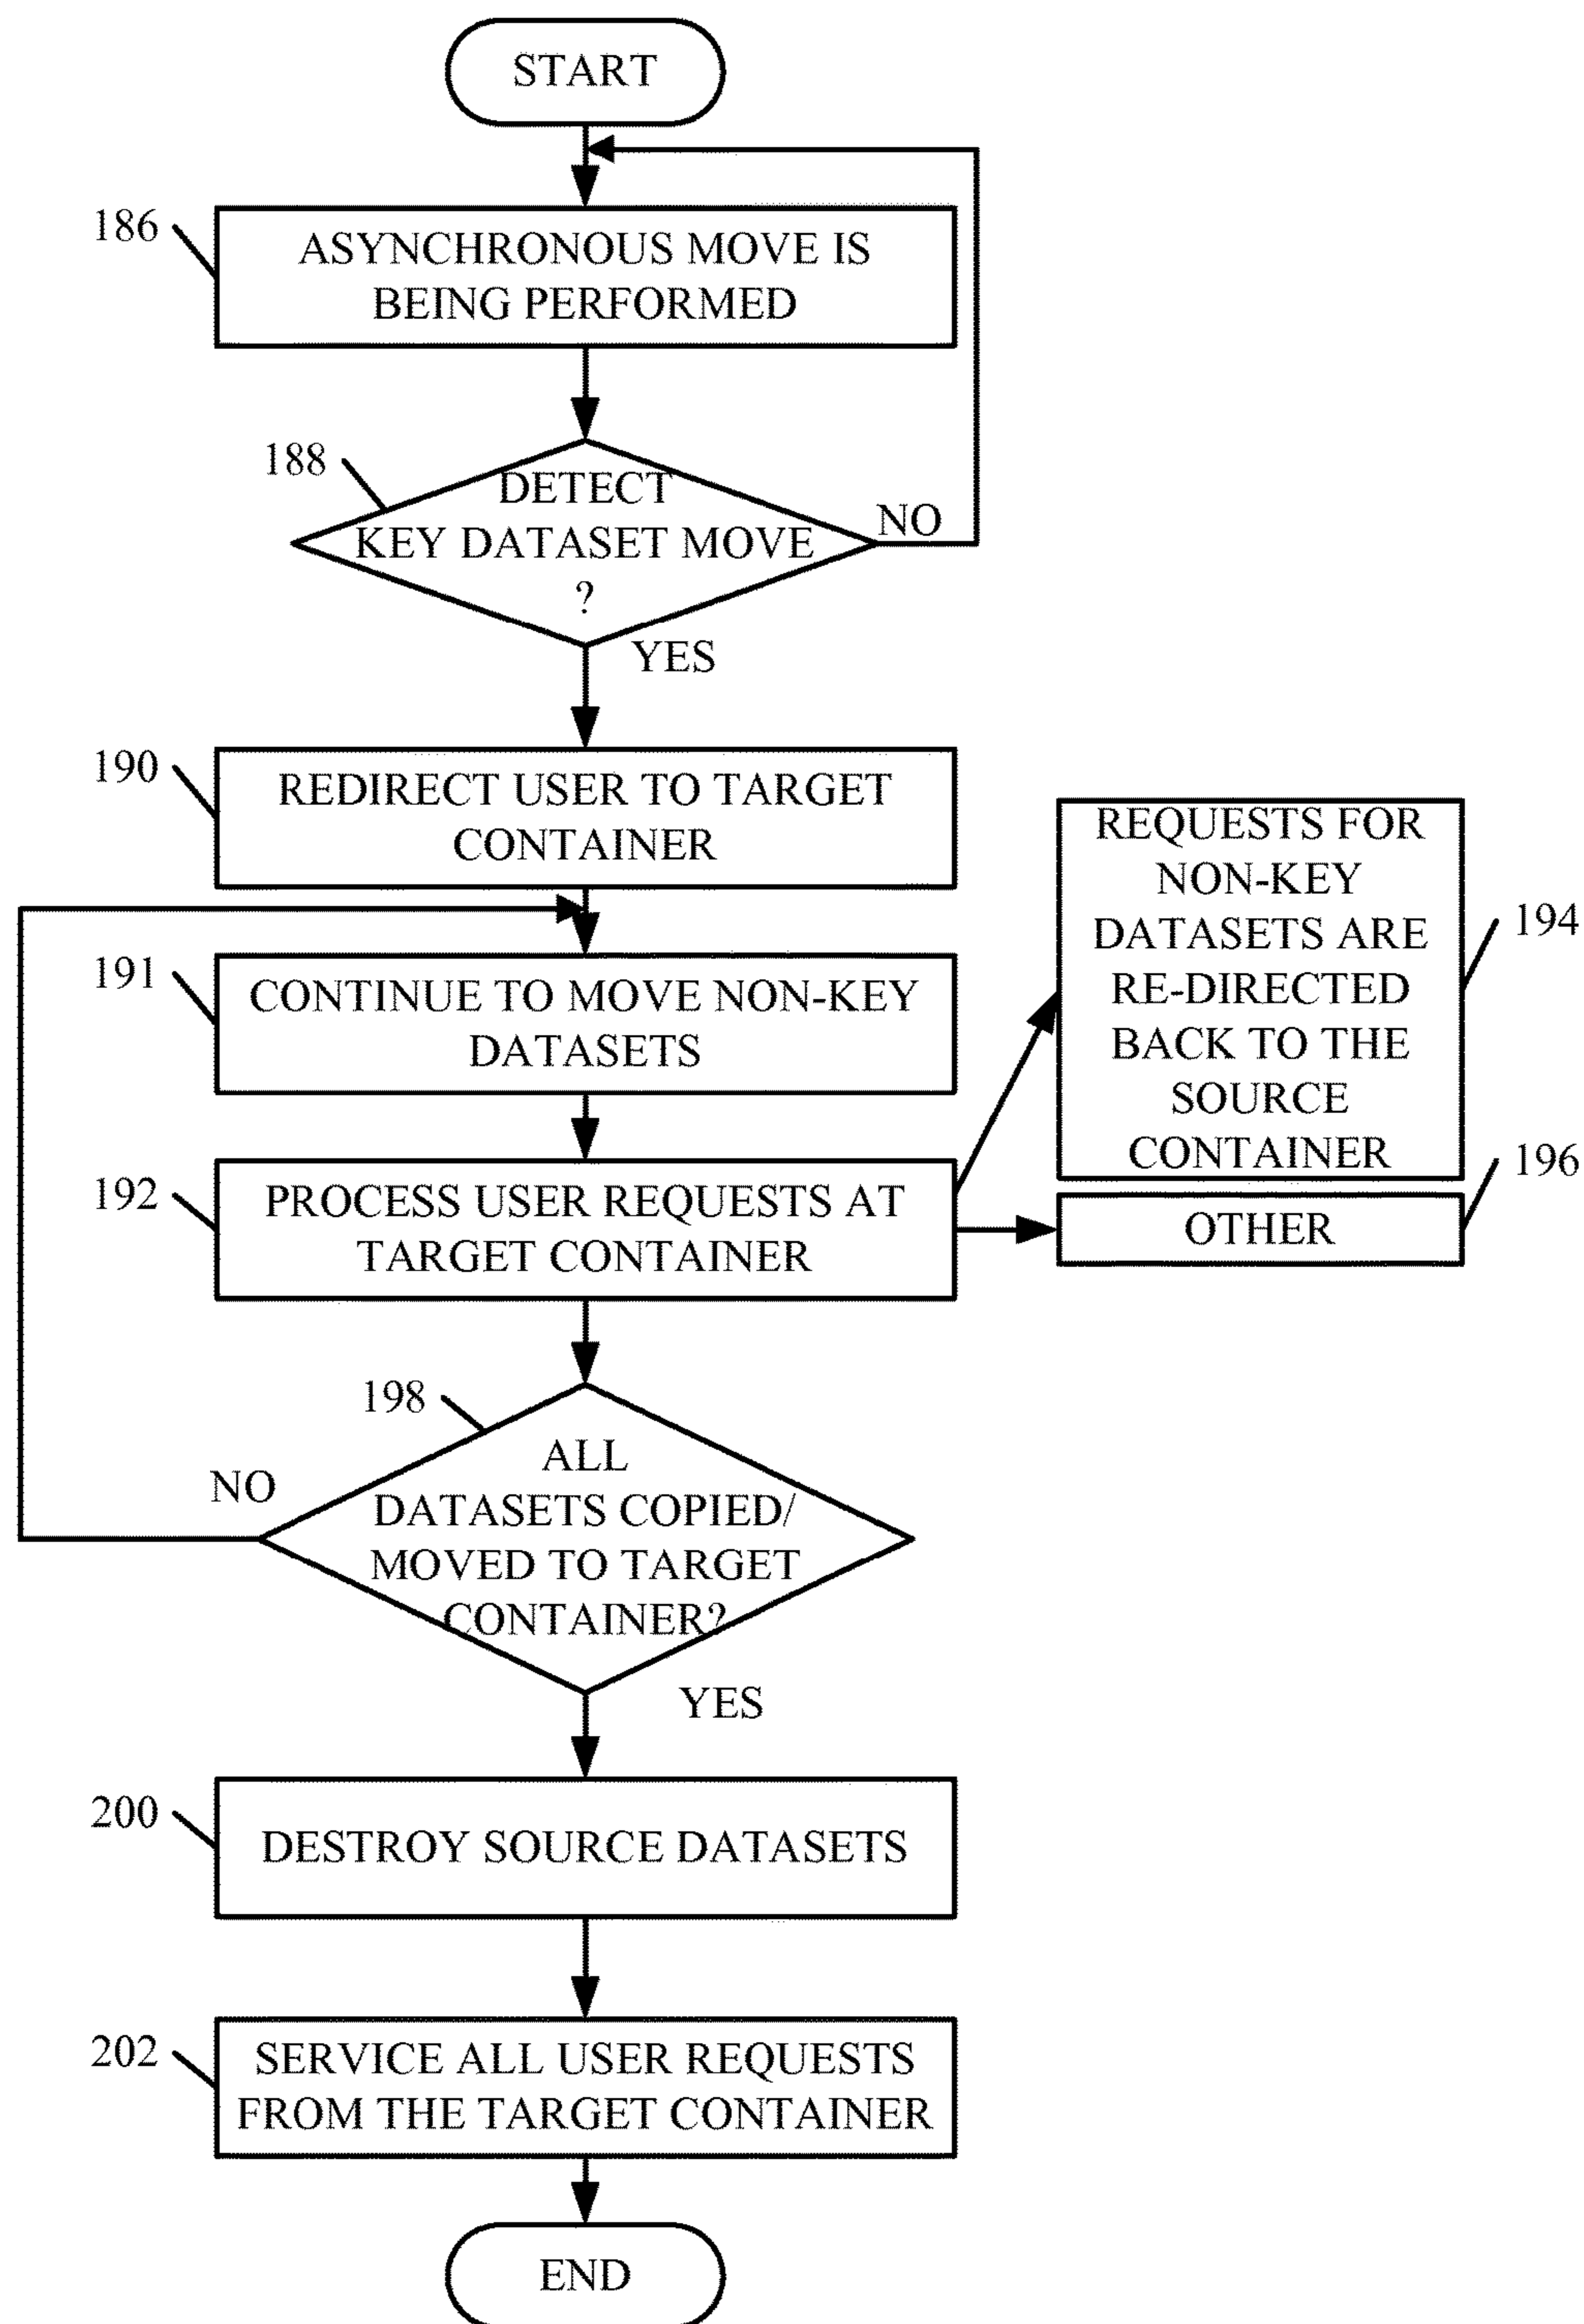 START
186
ASYNCHRONOUS MOVE IS
BEING PERFORMED
188
DETECT
KEY DATASET MOVE
?
NO
YES
190
REDIRECT USER TO TARGET
CONTAINER
191
CONTINUE TO MOVE NON-KEY
DATASETS
192
PROCESS USER REQUESTS AT
TARGET CONTAINER
REQUESTS FOR
NON-KEY
DATASETS ARE
RE-DIRECTED
BACK TO THE
SOURCE
CONTAINER
194
OTHER
196
198
ALL
DATASETS COPIED/
MOVED TO TARGET
CONTAINER?
NO
YES
200
DESTROY SOURCE DATASETS
202
SERVICE ALL USER REQUESTS
FROM THE TARGET CONTAINER
END